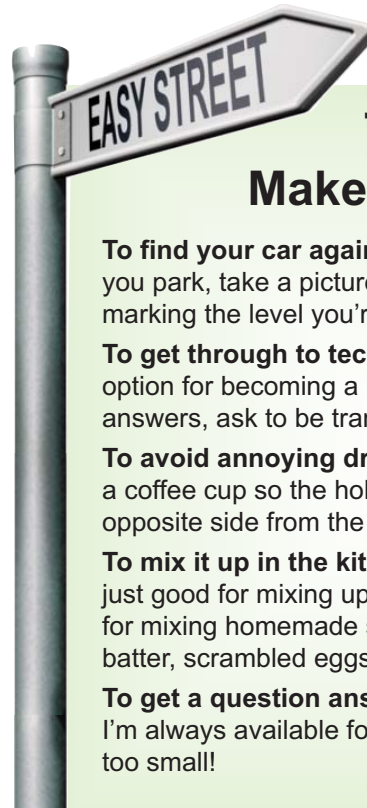 EASY STREET
Make
To find your car again
you park, take a picture
marking the level you’r
To get through to tec
option for becoming a
answers, ask to be tran
To avoid annoying dr
a coffee cup so the hol
opposite side from the
To mix it up in the kit
just good for mixing up
for mixing homemade
batter, scrambled eggs
To get a question ans
I’m always available fo
too small!